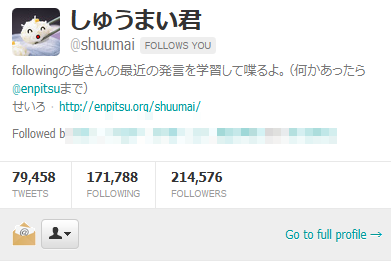 しゅうまい君
@shuumai FOLLOWS YOU
followingの皆さんの最近の発言を学習して喋るよ。（何かあったら
@enpitsuまで）
せいろ · http://enpitsu.org/shuumai/
Followed b
79,458 171,788 214,576
TWEETS FOLLOWING FOLLOWERS
Go to full profile →